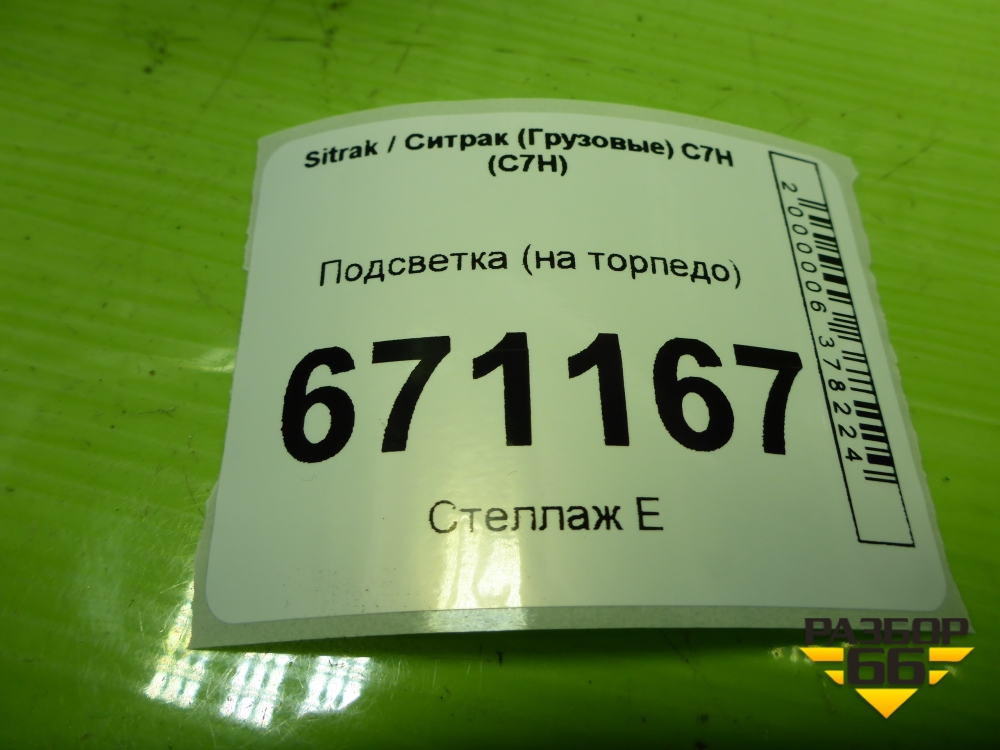 Sitrak / Ситрак (Грузовые) C7H
(C7H)
Подсветка (на торпедо)
671167
Стеллаж Е
2000006378224
РАЗБОР
66